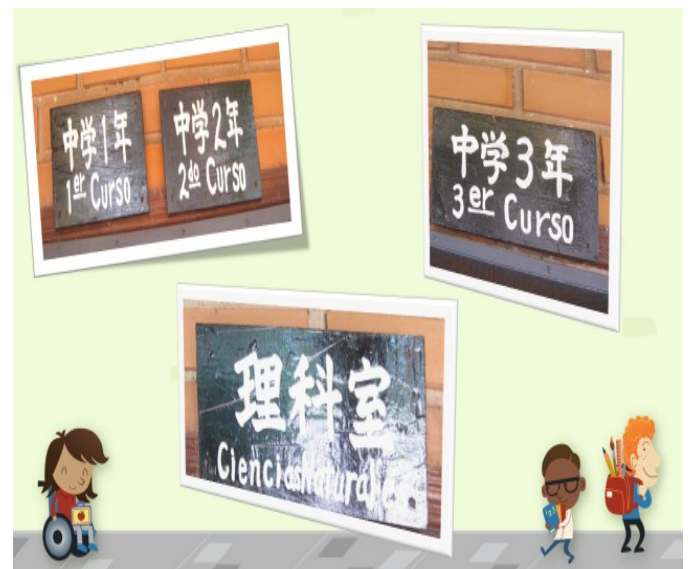 中学1年
1er Curso
中学2年
2do Curso
中学3年
3er Curso
理科室
Ciencias Naturales